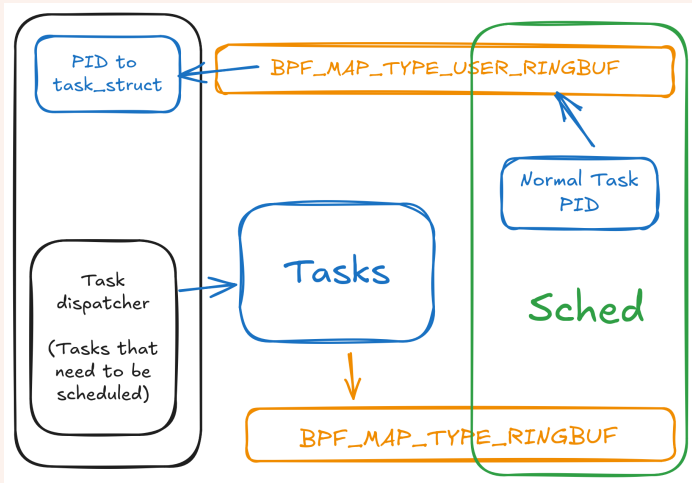 PID to
task_struct
BPF_MAP_TYPE_USER_RINGBUF
Normal Task
PID
Task
dispatcher
(Tasks that
need to be
scheduled)
Tasks
Sched
BPF_MAP_TYPE_RINGBUF